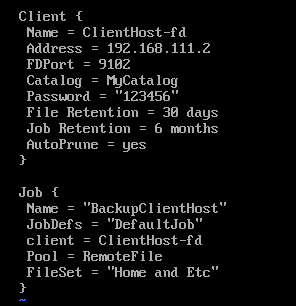 Client {
Name = ClientHost-fd
Address = 192.168.111.2
FDPort = 9102
Catalog = MyCatalog
Password = "123456"
File Retention = 30 days
Job Retention = 6 months
AutoPrune = yes
}
Job {
Name = "BackupClientHost"
JobDefs = "DefaultJob"
client = ClientHost-fd
Pool = RemoteFile
FileSet = "Home and Etc"
}
~